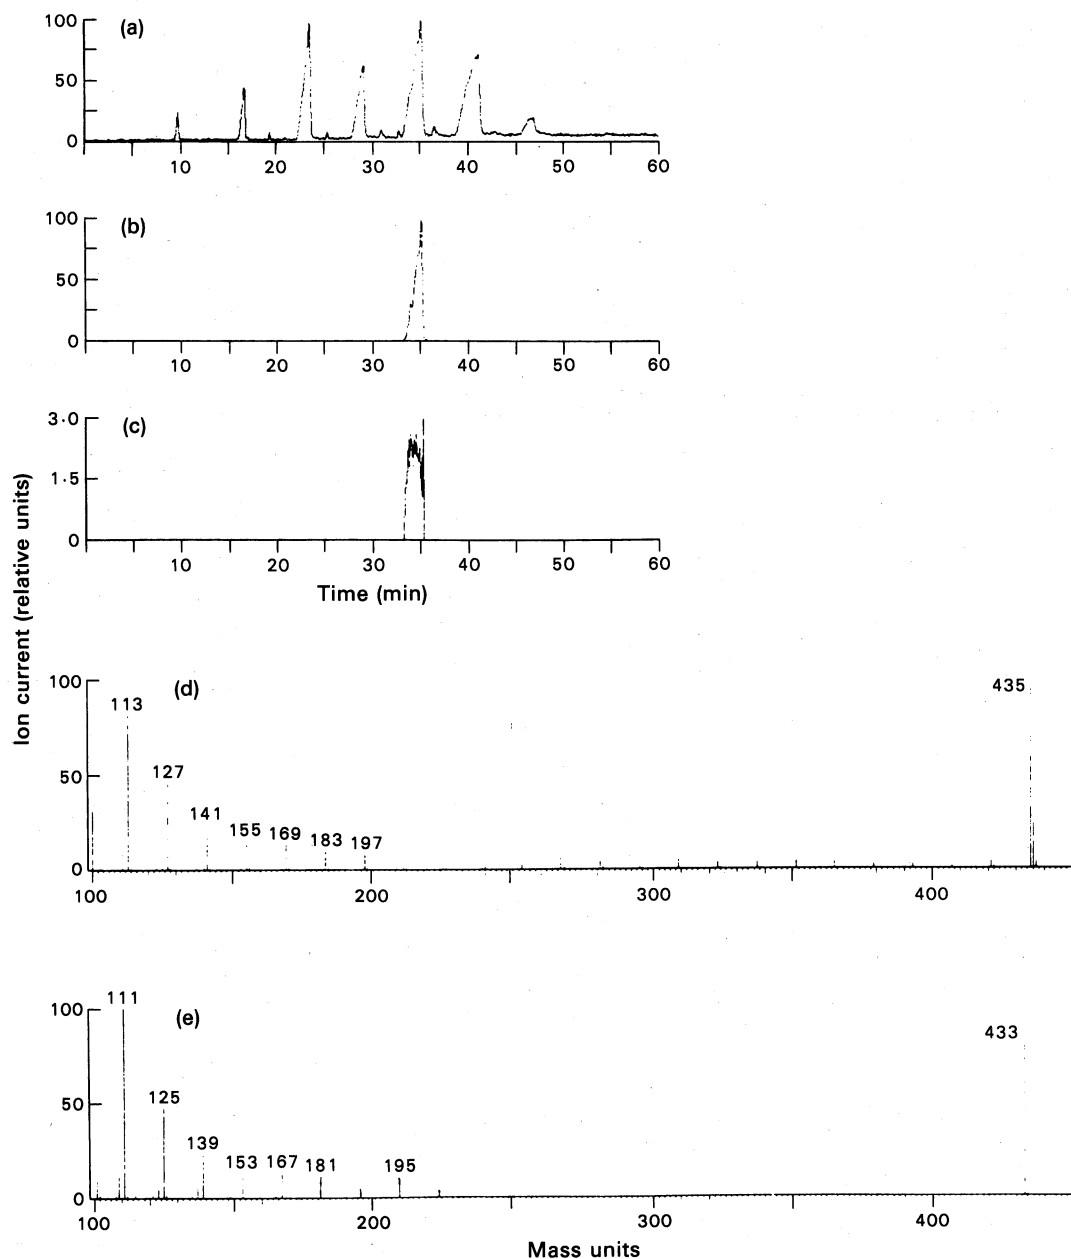 100
(a)
50
0
10 20 30 40 50 60
100
(b)
50
0
10 20 30 40 50 60
3·0
(c)
1·5
0
10 20 30 40 50 60
Time (min)
Ion current (relative units)
100
(d)
435
113
50
127
141
155
169
183
197
0
100 200 300 400
111
100
(e)
433
50
125
139
153
167
181
195
0
100 200 300 400
Mass units